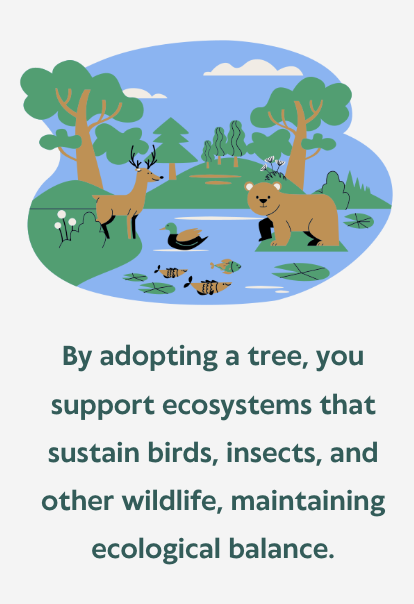 By adopting a tree, you
support ecosystems that
sustain birds, insects, and
other wildlife, maintaining
ecological balance.